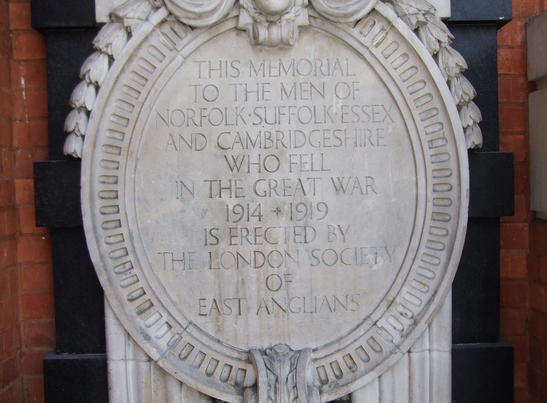 THIS MEMORIAL
TO THE MEN OF
NORFOLK·SUFFOLK·ESSEX
AND CAMBRIDGESHIRE
WHO FELL
IN THE GREAT WAR
1914 + 1919
IS ERECTED BY
THE LONDON SOCIETY
OF
EAST ANGLIANS